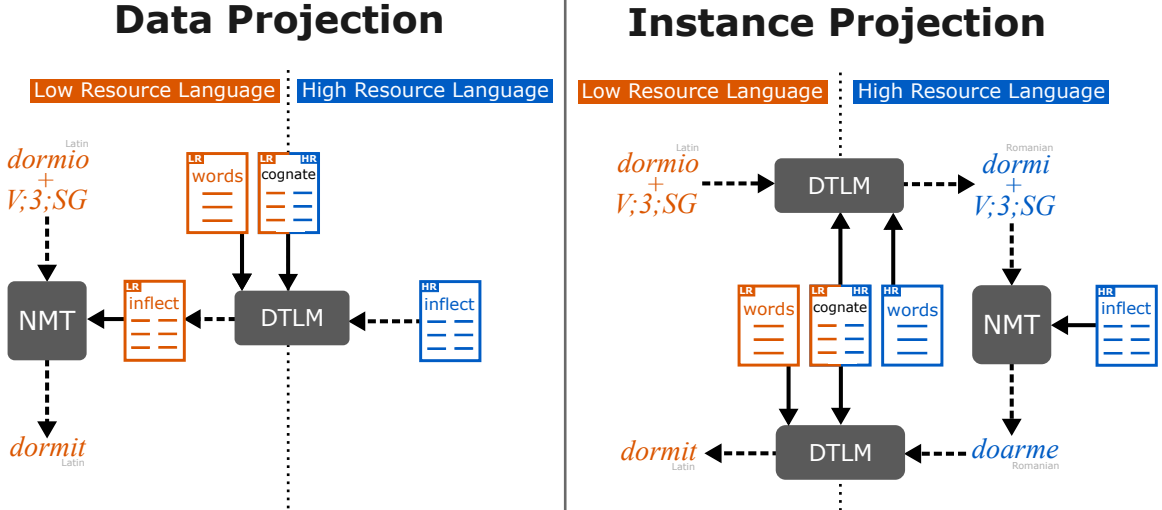 Data Projection
Low Resource Language
High Resource Language
Latin
dormio
+
V;3;SG
LR
words
LR HR
cognate
NMT
LR
inflect
DTLM
HR
inflect
dormit
Latin
Instance Projection
Low Resource Language
High Resource Language
Latin
dormio
+
V;3;SG
DTLM
Romanian
dormi
+
V;3;SG
LR
words
LR HR
cognate
HR
words
NMT
HR
inflect
dormit
Latin
DTLM
doarme
Romanian